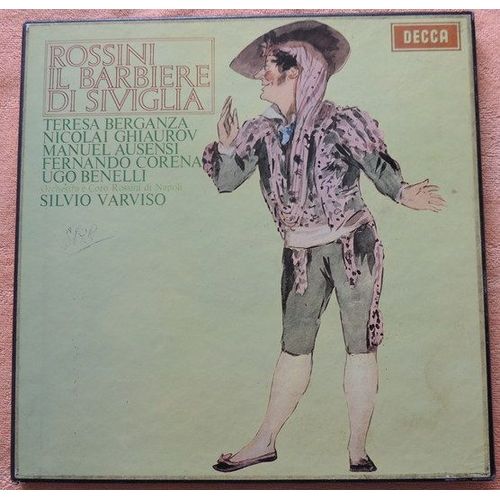 ROSSINI
IL BARBIERE
DI SIVIGLIA
DECCA
TERESA BERGANZA
NICOLAI GHIAUROV
MANUEL AUSENSI
FERNANDO CORENA
UGO BENELLI
Orchestra e Coro Rossini di Napoli
SILVIO VARVISO